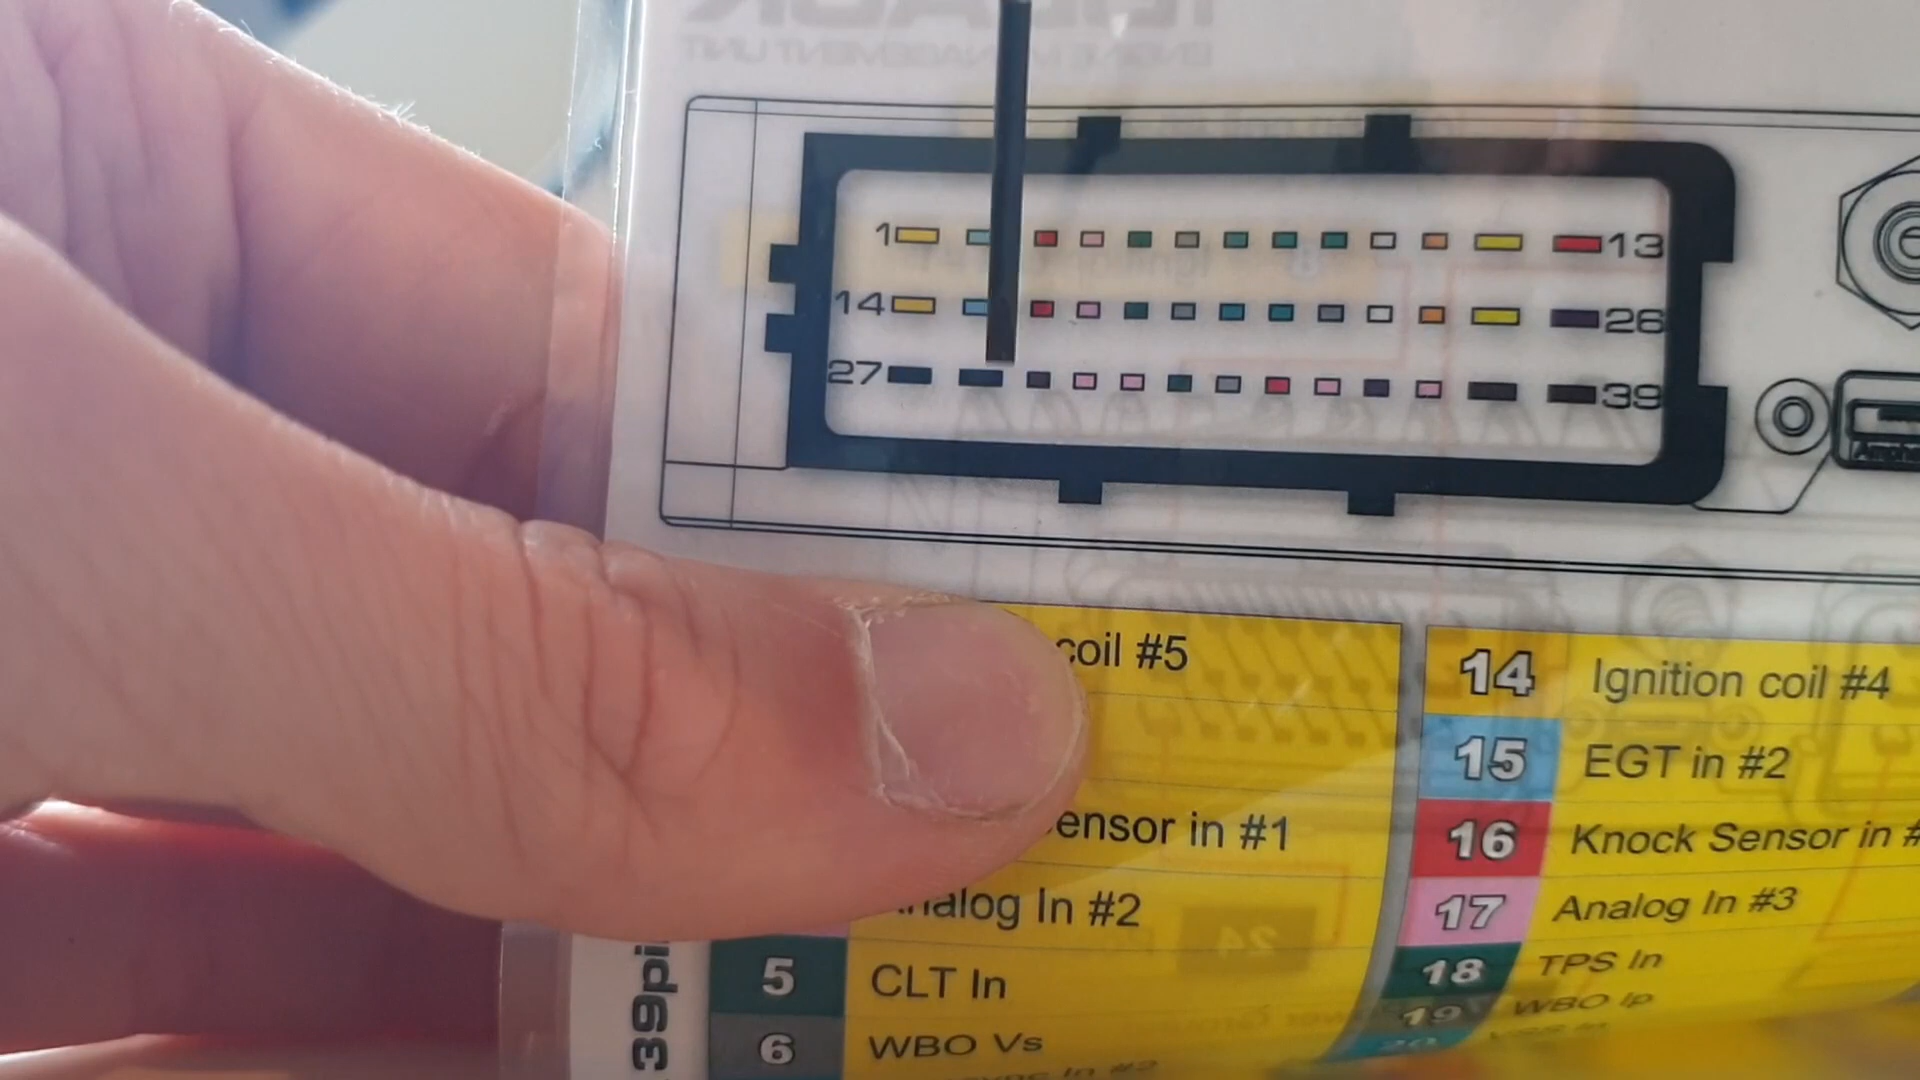 1 13
14 26
27 39
coil #5
ensor in #1
nalog In #2
5 CLT In
6 WBO Vs
14 Ignition coil #4
15 EGT in #2
16 Knock Sensor in #
17 Analog In #3
18 TPS In
19 WBO Ip
20
39pi
24